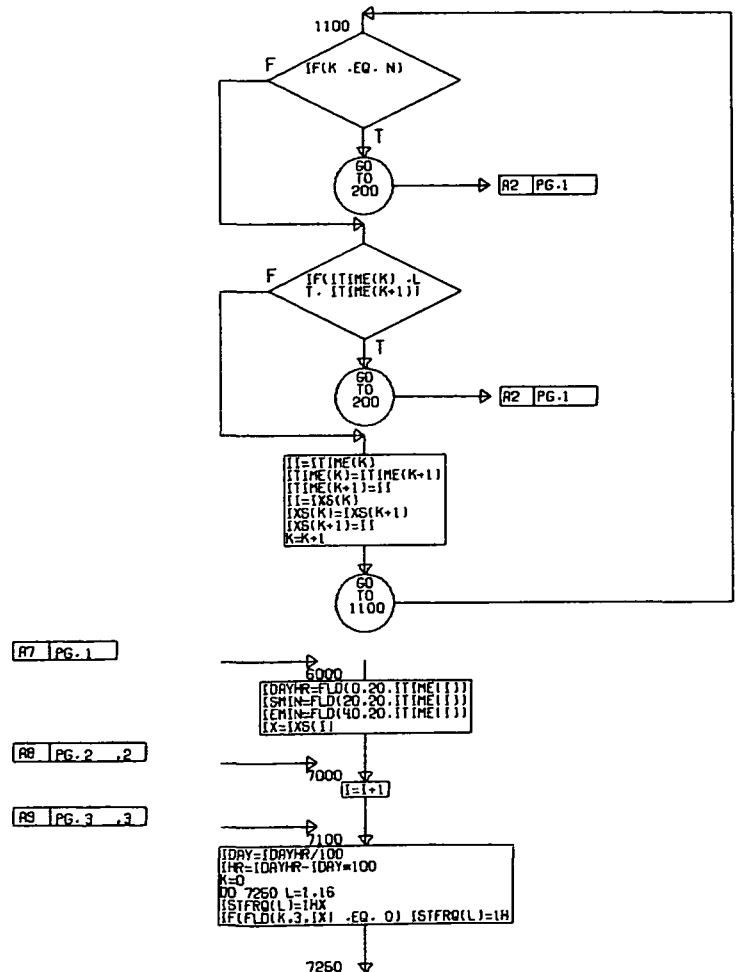 1100
F
IF(K .EQ. N)
T
GO
TO
200
A2 PG.1
F
IF(ITIME(K) .L
T. ITIME(K+1))
T
GO
TO
200
A2 PG.1
II=ITIME(K)
ITIME(K)=ITIME(K+1)
ITIME(K+1)=II
II=IXS(K)
IXS(K)=IXS(K+1)
IXS(K+1)=II
K=K+1
GO
TO
1100
A7 PG.1
6000
IDAYHR=FLD(0,20,ITIME(I))
ISMIN=FLD(20,20,ITIME(I))
IEMIN=FLD(40,20,ITIME(I))
IX=IXS(I)
A8 PG.2 ,2
7000
I=I+1
A9 PG.3 ,3
7100
IDAY=IDAYHR/100
IHR=IDAYHR-IDAY*100
K=0
DO 7250 L=1,16
ISTFRQ(L)=1HX
IF(FLD(K,3,IX) .EQ. 0) ISTFRQ(L)=1H
7250